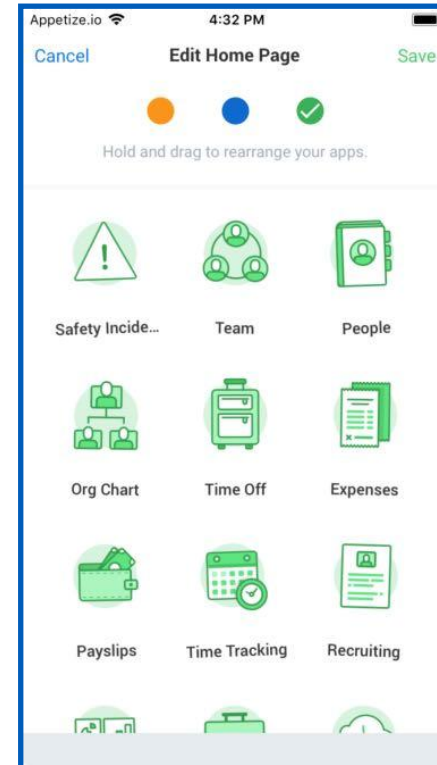 Appetize.io 4:32 PM
Cancel Edit Home Page Save
Hold and drag to rearrange your apps.
Safety Incide... Team People
Org Chart Time Off Expenses
Payslips Time Tracking Recruiting